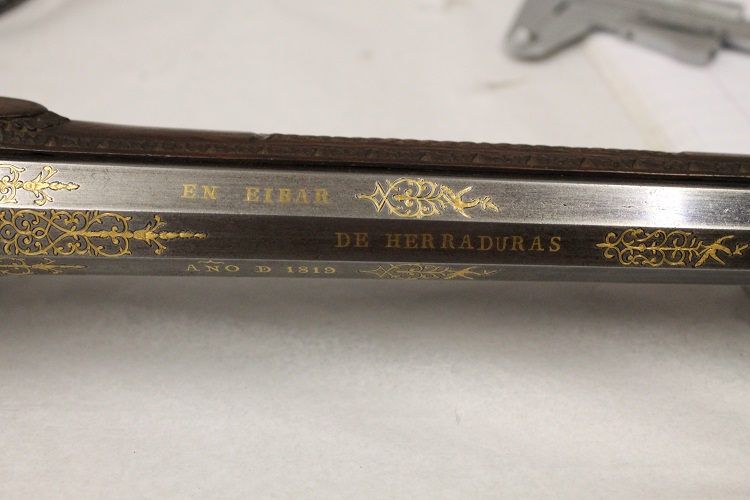 EN EIBAR
DE HERRADURAS
AÑO D 1819